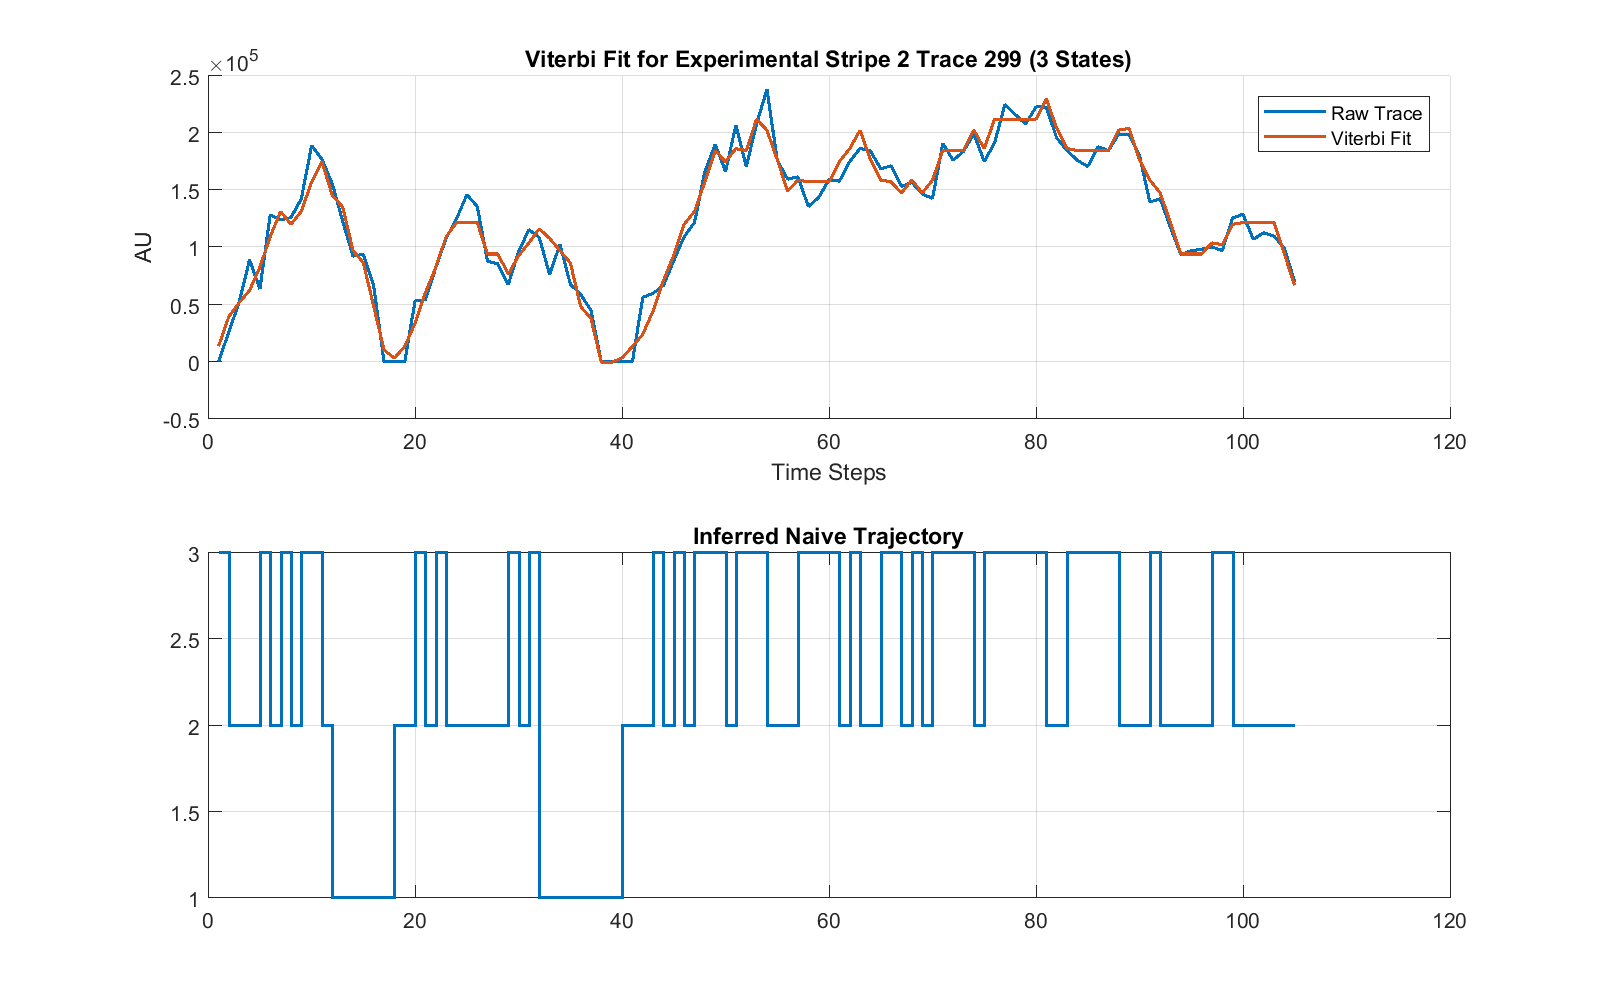 Viterbi Fit for Experimental Stripe 2 Trace 299 (3 States)
×10^5
2.5
2
1.5
1
0.5
0
-0.5
AU
Raw Trace
Viterbi Fit
0 20 40 60 80 100 120
Time Steps
Inferred Naive Trajectory
3
2.5
2
1.5
1
0 20 40 60 80 100 120